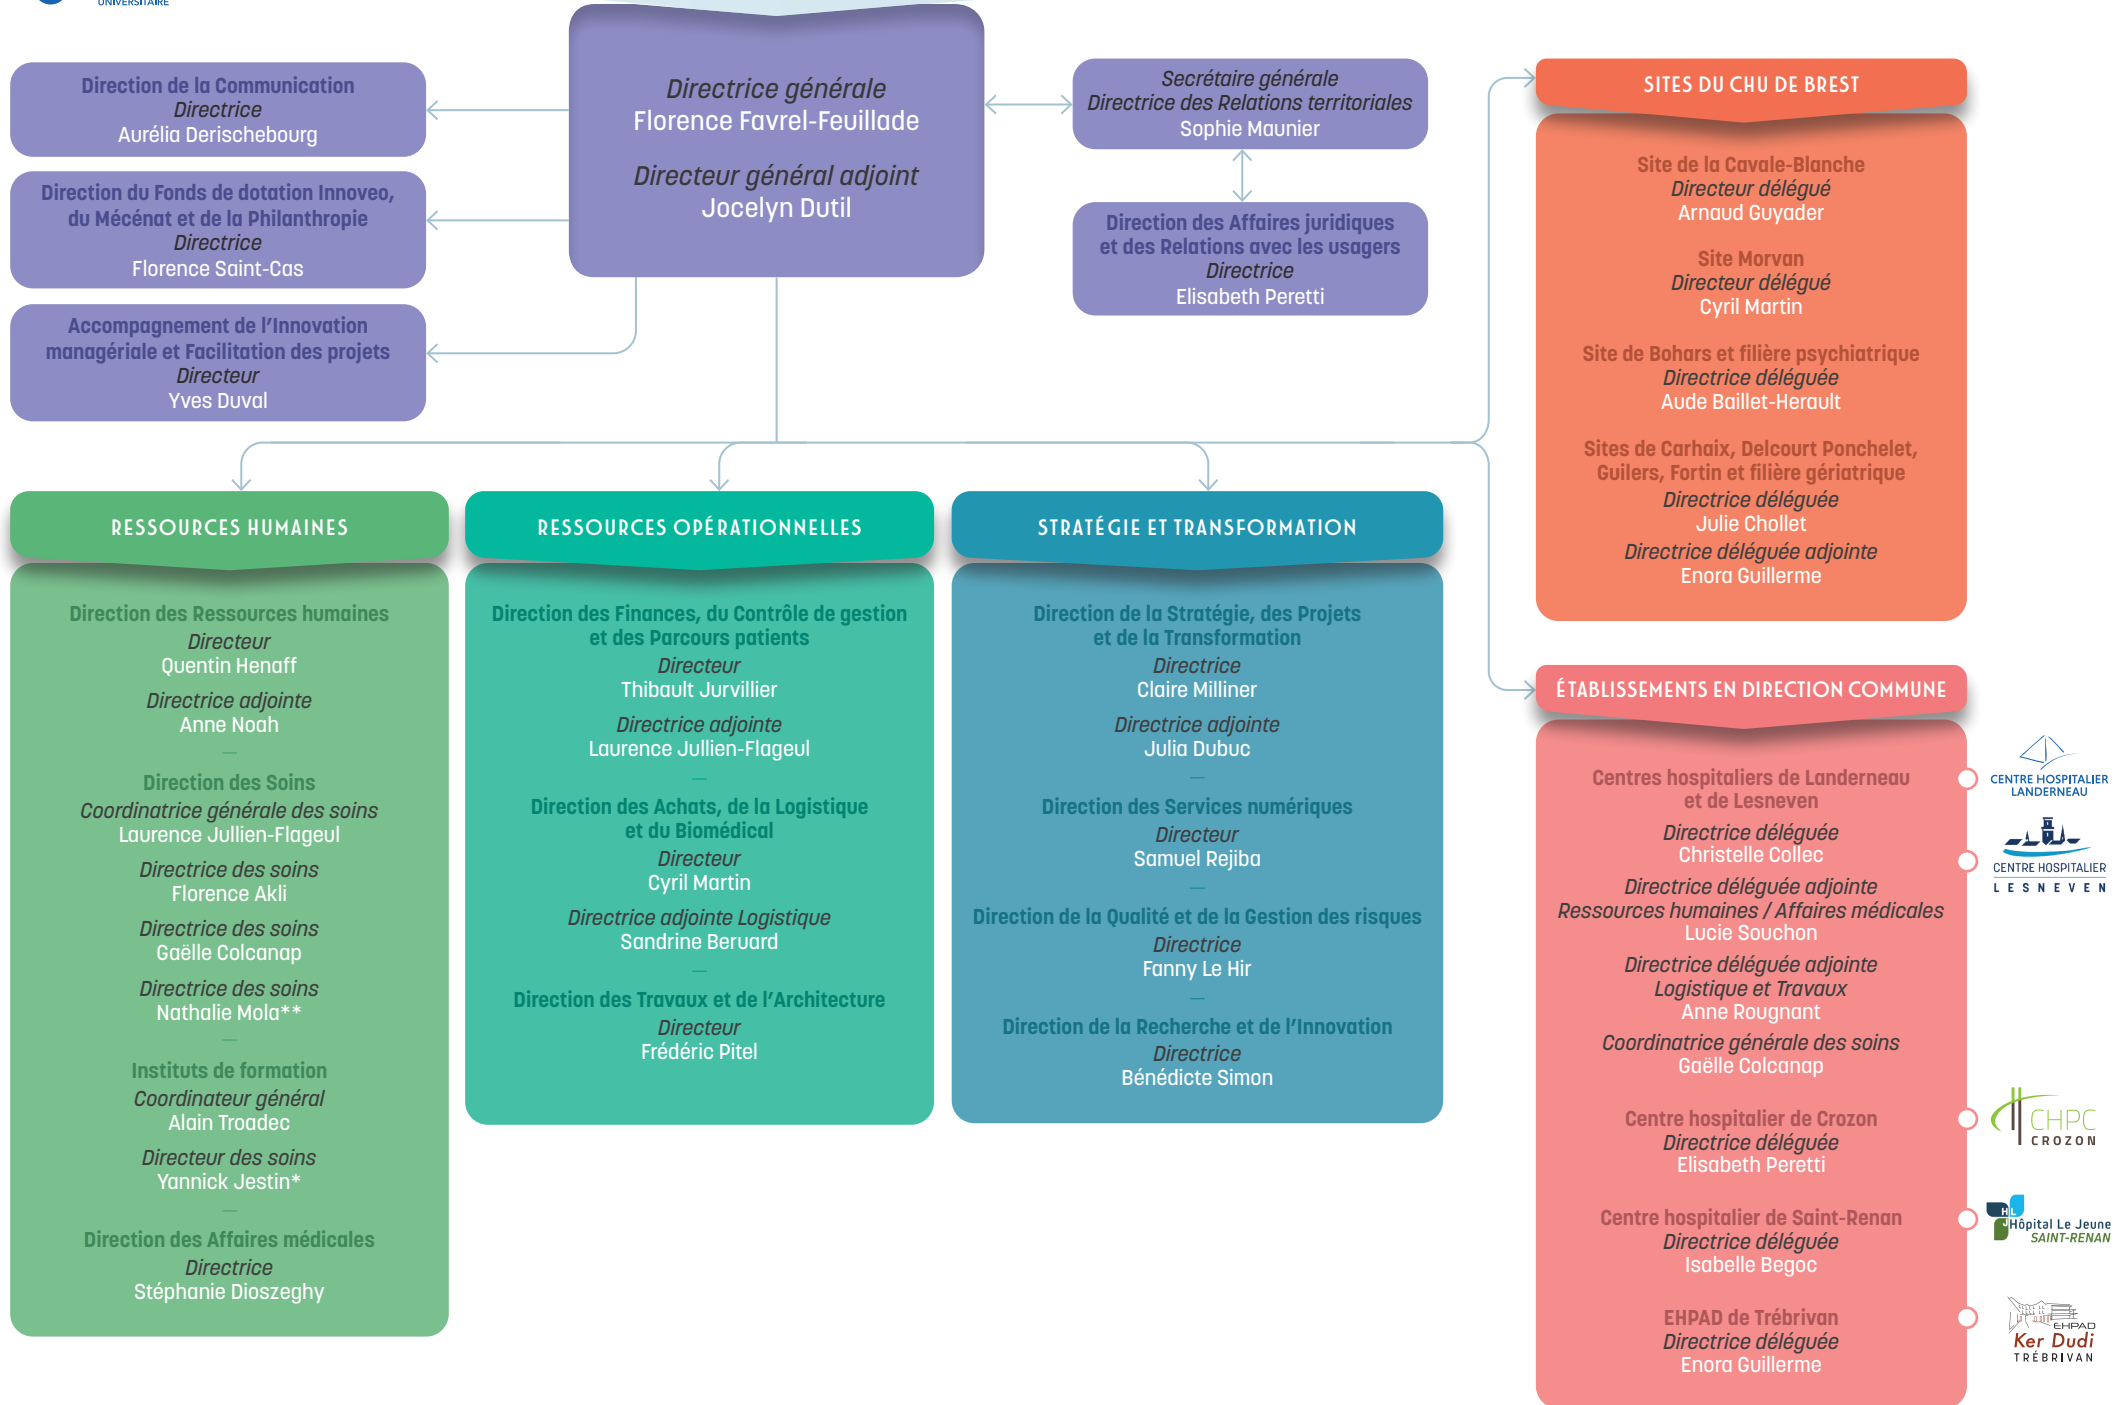 UNIVERSITAIRE
Directrice générale
Florence Favrel-Feuillade
Directeur général adjoint
Jocelyn Dutil
Direction de la Communication
Directrice
Aurélia Derischebourg
Direction du Fonds de dotation Innoveo,
du Mécénat et de la Philanthropie
Directrice
Florence Saint-Cas
Accompagnement de l'Innovation
managériale et Facilitation des projets
Directeur
Yves Duval
Secrétaire générale
Directrice des Relations territoriales
Sophie Maunier
Direction des Affaires juridiques
et des Relations avec les usagers
Directrice
Elisabeth Peretti
SITES DU CHU DE BREST
Site de la Cavale-Blanche
Directeur délégué
Arnaud Guyader
Site Morvan
Directeur délégué
Cyril Martin
Site de Bohars et filière psychiatrique
Directrice déléguée
Aude Baillet-Herault
Sites de Carhaix, Delcourt Ponchelet,
Guilers, Fortin et filière gériatrique
Directrice déléguée
Julie Chollet
Directrice déléguée adjointe
Enora Guillerme
RESSOURCES HUMAINES
Direction des Ressources humaines
Directeur
Quentin Henaff
Directrice adjointe
Anne Noah
—
Direction des Soins
Coordinatrice générale des soins
Laurence Jullien-Flageul
Directrice des soins
Florence Akli
Directrice des soins
Gaëlle Colcanap
Directrice des soins
Nathalie Mola**
—
Instituts de formation
Coordinateur général
Alain Troadec
Directeur des soins
Yannick Jestin*
—
Direction des Affaires médicales
Directrice
Stéphanie Dioszeghy
RESSOURCES OPÉRATIONNELLES
Direction des Finances, du Contrôle de gestion
et des Parcours patients
Directeur
Thibault Jurvillier
Directrice adjointe
Laurence Jullien-Flageul
—
Direction des Achats, de la Logistique
et du Biomédical
Directeur
Cyril Martin
Directrice adjointe Logistique
Sandrine Beruard
—
Direction des Travaux et de l'Architecture
Directeur
Frédéric Pitel
STRATÉGIE ET TRANSFORMATION
Direction de la Stratégie, des Projets
et de la Transformation
Directrice
Claire Milliner
Directrice adjointe
Julia Dubuc
—
Direction des Services numériques
Directeur
Samuel Rejiba
—
Direction de la Qualité et de la Gestion des risques
Directrice
Fanny Le Hir
—
Direction de la Recherche et de l'Innovation
Directrice
Bénédicte Simon
ÉTABLISSEMENTS EN DIRECTION COMMUNE
Centres hospitaliers de Landerneau
et de Lesneven
Directrice déléguée
Christelle Collec
Directrice déléguée adjointe
Ressources humaines / Affaires médicales
Lucie Souchon
Directrice déléguée adjointe
Logistique et Travaux
Anne Rougnant
Coordinatrice générale des soins
Gaëlle Colcanap
Centre hospitalier de Crozon
Directrice déléguée
Elisabeth Peretti
Centre hospitalier de Saint-Renan
Directrice déléguée
Isabelle Begoc
EHPAD de Trébrivan
Directrice déléguée
Enora Guillerme
CENTRE HOSPITALIER
LANDERNEAU
CENTRE HOSPITALIER
LESNEVEN
CHPC
CROZON
HLJ
Hôpital Le Jeune
SAINT-RENAN
EHPAD
Ker Dudi
TRÉBRIVAN